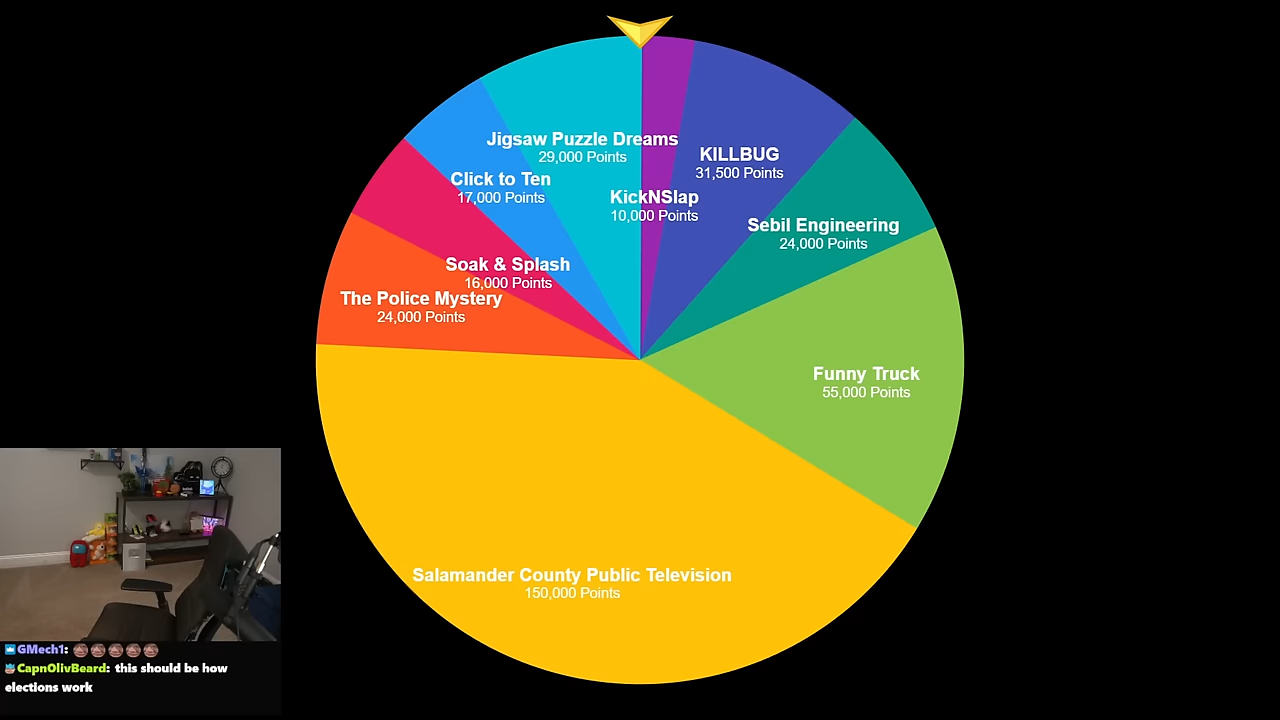 Jigsaw Puzzle Dreams
29,000 Points
KILLBUG
31,500 Points
Click to Ten
17,000 Points
KickNSlap
10,000 Points
Sebil Engineering
24,000 Points
Soak & Splash
16,000 Points
The Police Mystery
24,000 Points
Funny Truck
55,000 Points
Salamander County Public Television
150,000 Points
GMech1:
CapnOlivBeard: this should be how
elections work